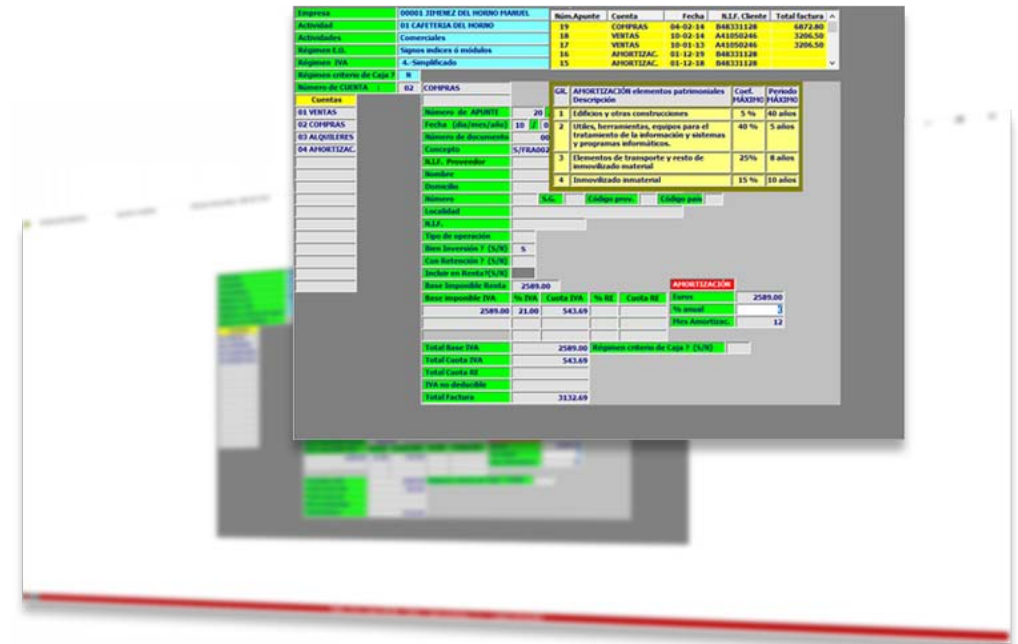 Empresa 00001 JIMENEZ DEL HORNO MANUEL
Actividad 01 CAFETERIA DEL HORNO
Actividades Comerciales
Régimen E.O. Signos indices ó módulos
Régimen IVA 4.-Simplificado
Régimen criterio de Caja ? N
Número de CUENTA : 02 COMPRAS
Núm.Apunte Cuenta Fecha N.I.F. Cliente Total factura
19 COMPRAS 04-02-14 B48331128 6872.80
18 VENTAS 10-02-14 A41050246 3206.50
17 VENTAS 10-01-13 A41050246 3206.50
16 AMORTIZAC. 01-12-19 B48331128
15 AMORTIZAC. 01-12-18 B48331128
Cuentas
01 VENTAS
02 COMPRAS
03 ALQUILERES
04 AMORTIZAC.
GR. AMORTIZACIÓN elementos patrimoniales Coef. Periodo
Descripción MÁXIMO MÁXIMO
1 Edificios y otras construcciones 5 % 40 años
2 Utiles, herramientas, equipos para el 40 % 5 años
tratamiento de la información y sistemas
y programas informáticos.
3 Elementos de transporte y resto de 25% 8 años
inmovilizado material
4 Inmovilizado inmaterial 15 % 10 años
Número de APUNTE 20
Fecha (dia/mes/año) 10 / 0
Número de documento 00
Concepto S/FRA002
N.I.F. Provendor
Nombre
Domicilio
Número S.G. Código prov. Código pais
Localidad
N.I.F.
Tipo de operación
Bien Inversión ? (S/N) S
Con Retención ? (S/N)
Incluir en Renta?(S/N)
Base Imponible Renta 2589.00
Base imponible IVA % IVA Cuota IVA % RE Cuota RE
2589.00 21.00 543.69
AMORTIZACIÓN
Euros 2589.00
% anual 3
Mes Amortizac. 12
Total Base IVA 2589.00 Régimen criterio de Caja ? (S/N)
Total Cuota IVA 543.69
Total Cuota RE
IVA no deducible
Total Factura 3132.69